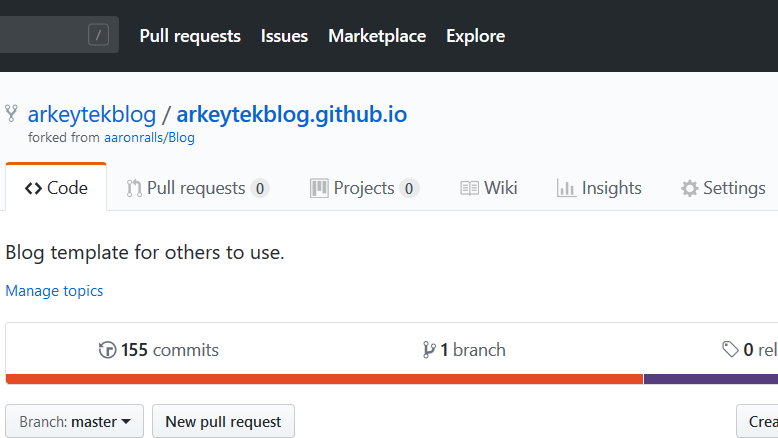 / Pull requests Issues Marketplace Explore
arkeytekblog / arkeytekblog.github.io
forked from aaronralls/Blog
Code Pull requests 0 Projects 0 Wiki Insights Settings
Blog template for others to use.
Manage topics
155 commits 1 branch 0 rel
Branch: master New pull request Crea